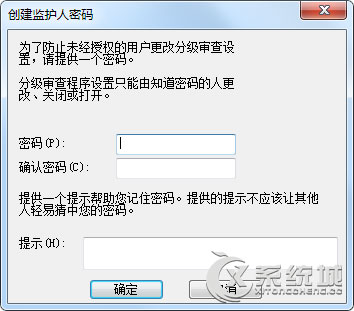 创建监护人密码
为了防止未经授权的用户更改分级审查设
置，请提供一个密码。
分级审查程序设置只能由知道密码的人更
改、关闭或打开。
密码(P):
确认密码(C):
提供一个提示帮助您记住密码。提供的提示不应该让其他
人轻易猜中您的密码。
提示(H):
确定
系统城